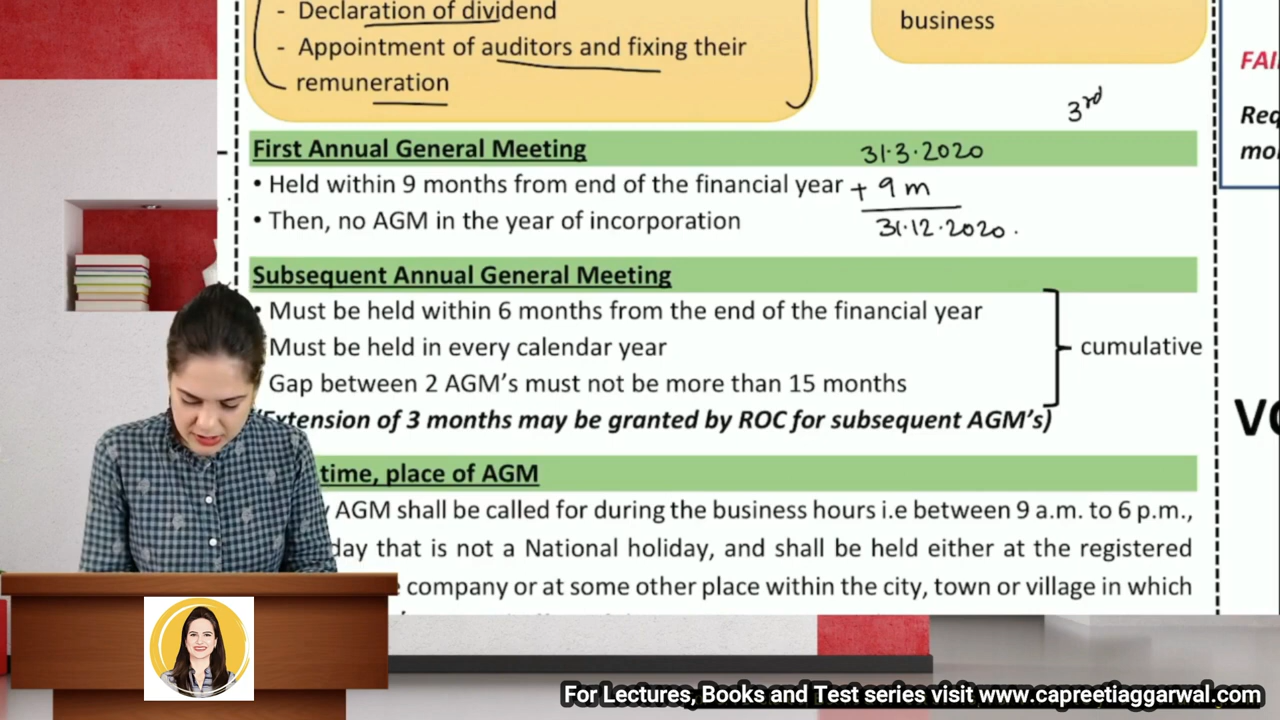 - Declaration of dividend
- Appointment of auditors and fixing their
remuneration
business
3rd
First Annual General Meeting
31.3.2020
• Held within 9 months from end of the financial year
+ 9 m
• Then, no AGM in the year of incorporation
31.12.2020.
Subsequent Annual General Meeting
• Must be held within 6 months from the end of the financial year
Must be held in every calendar year
cumulative
Gap between 2 AGM's must not be more than 15 months
(Extension of 3 months may be granted by ROC for subsequent AGM's)
time, place of AGM
AGM shall be called for during the business hours i.e between 9 a.m. to 6 p.m.,
day that is not a National holiday, and shall be held either at the registered
company or at some other place within the city, town or village in which
For Lectures, Books and Test series visit www.capreetiaggarwal.com